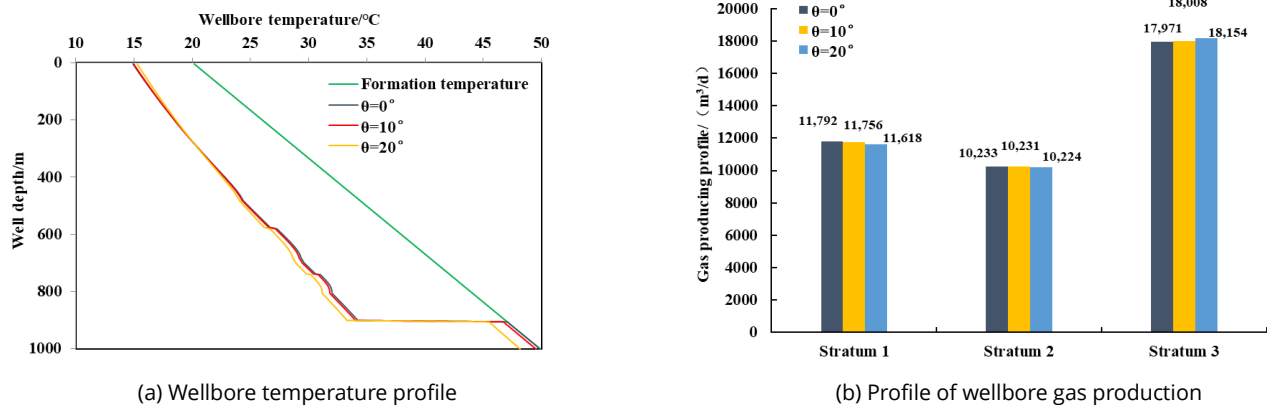 Wellbore temperature/°C
10 15 20 25 30 35 40 45 50
0
200
400
600
800
1000
Well depth/m
Formation temperature
θ=0°
θ=10°
θ=20°
(a) Wellbore temperature profile
20000
18000
16000
14000
12000
10000
8000
6000
4000
2000
0
Gas producing profile/（m³/d）
θ=0°
θ=10°
θ=20°
11,792 11,756 11,618
10,233 10,231 10,224
17,971 18,008 18,154
Stratum 1 Stratum 2 Stratum 3
(b) Profile of wellbore gas production